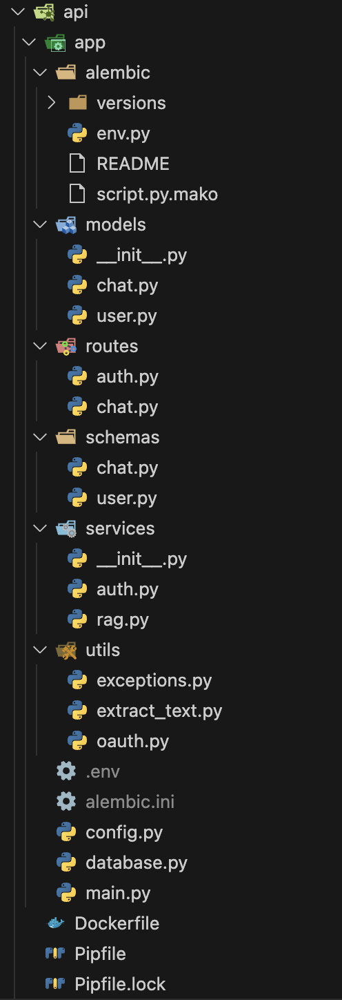 api
app
alembic
versions
env.py
README
script.py.mako
models
__init__.py
chat.py
user.py
routes
auth.py
chat.py
schemas
chat.py
user.py
services
__init__.py
auth.py
rag.py
utils
exceptions.py
extract_text.py
oauth.py
.env
alembic.ini
config.py
database.py
main.py
Dockerfile
Pipfile
Pipfile.lock